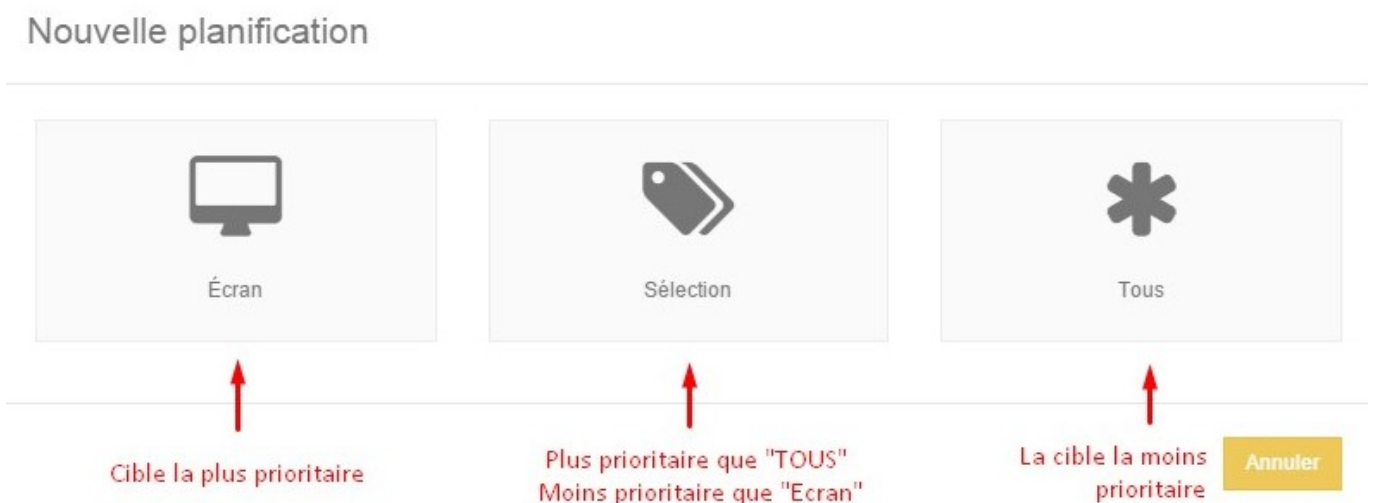 Nouvelle planification
Écran
Sélection
Tous
Cible la plus prioritaire
Plus prioritaire que "TOUS"
Moins prioritaire que "Ecran"
La cible la moins
prioritaire
Annuler